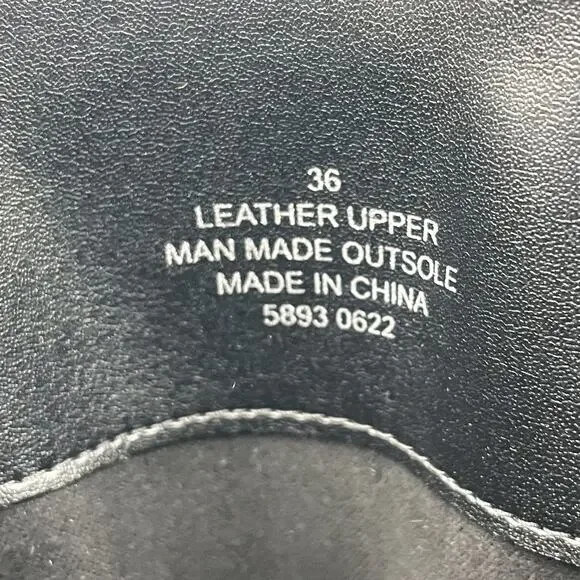 36
LEATHER UPPER
MAN MADE OUTSOLE
MADE IN CHINA
5893 0622